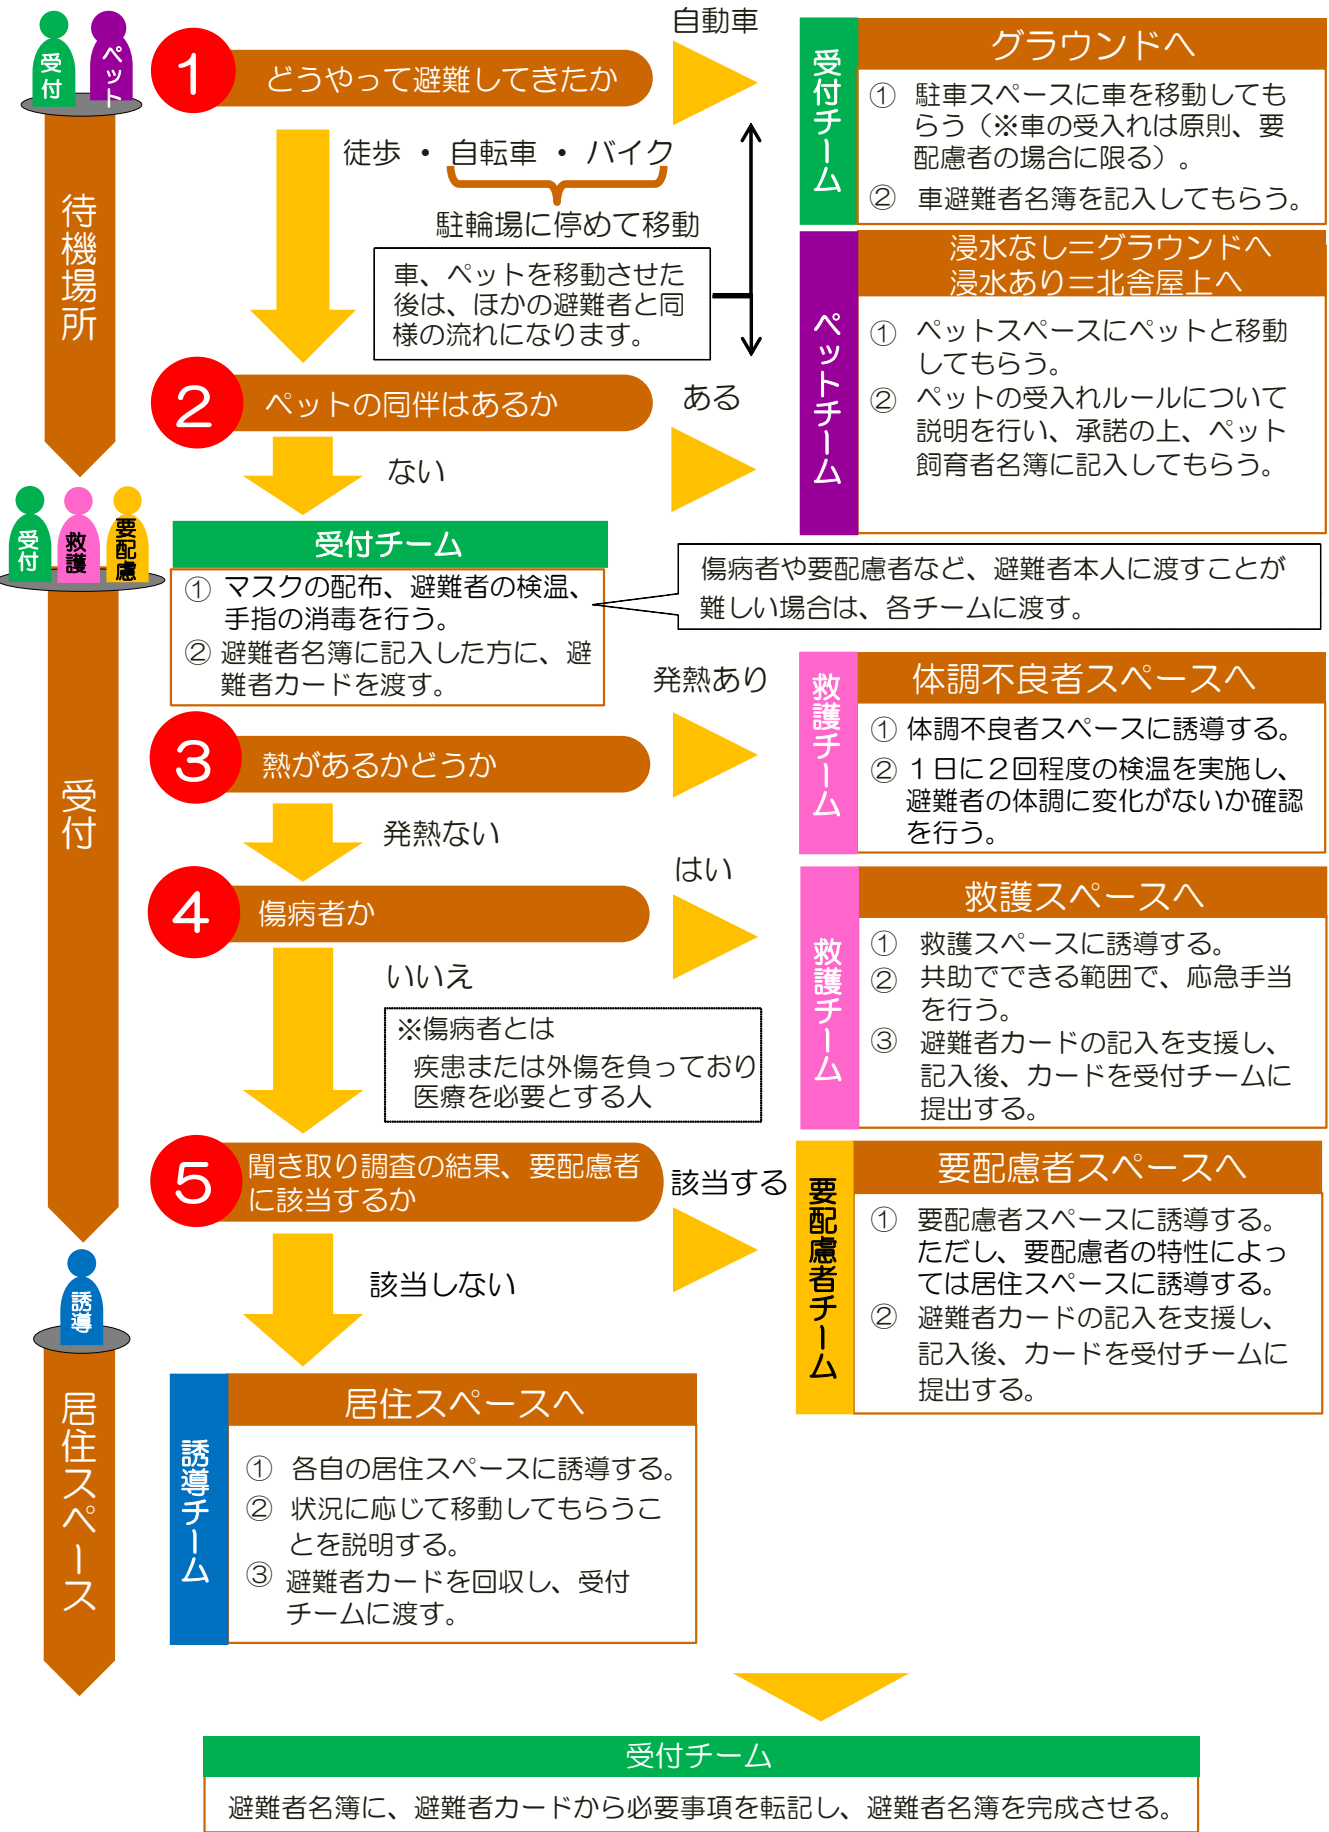 受付
ペット
待機場所
1
どうやって避難してきたか
自動車
徒歩 ・ 自転車 ・ バイク
駐輪場に停めて移動
車、ペットを移動させた
後は、ほかの避難者と同
様の流れになります。
受付チーム
グラウンドへ
① 駐車スペースに車を移動しても
らう（※車の受入れは原則、要
配慮者の場合に限る）。
② 車避難者名簿を記入してもらう。
2
ペットの同伴はあるか
ある
ない
ペットチーム
浸水なし＝グラウンドへ
浸水あり＝北舎屋上へ
① ペットスペースにペットと移動
してもらう。
② ペットの受入れルールについて
説明を行い、承諾の上、ペット
飼育者名簿に記入してもらう。
受付
救護
要配慮
受付
受付チーム
① マスクの配布、避難者の検温、
手指の消毒を行う。
② 避難者名簿に記入した方に、避
難者カードを渡す。
傷病者や要配慮者など、避難者本人に渡すことが
難しい場合は、各チームに渡す。
3
熱があるかどうか
発熱あり
発熱ない
救護チーム
体調不良者スペースへ
① 体調不良者スペースに誘導する。
② １日に２回程度の検温を実施し、
避難者の体調に変化がないか確認
を行う。
4
傷病者か
はい
いいえ
※傷病者とは
疾患または外傷を負っており
医療を必要とする人
救護チーム
救護スペースへ
① 救護スペースに誘導する。
② 共助でできる範囲で、応急手当
を行う。
③ 避難者カードの記入を支援し、
記入後、カードを受付チームに
提出する。
5
聞き取り調査の結果、要配慮者
に該当するか
該当する
該当しない
要配慮者チーム
要配慮者スペースへ
① 要配慮者スペースに誘導する。
ただし、要配慮者の特性によっ
ては居住スペースに誘導する。
② 避難者カードの記入を支援し、
記入後、カードを受付チームに
提出する。
誘導
居住スペース
誘導チーム
居住スペースへ
① 各自の居住スペースに誘導する。
② 状況に応じて移動してもらうこ
とを説明する。
③ 避難者カードを回収し、受付
チームに渡す。
受付チーム
避難者名簿に、避難者カードから必要事項を転記し、避難者名簿を完成させる。